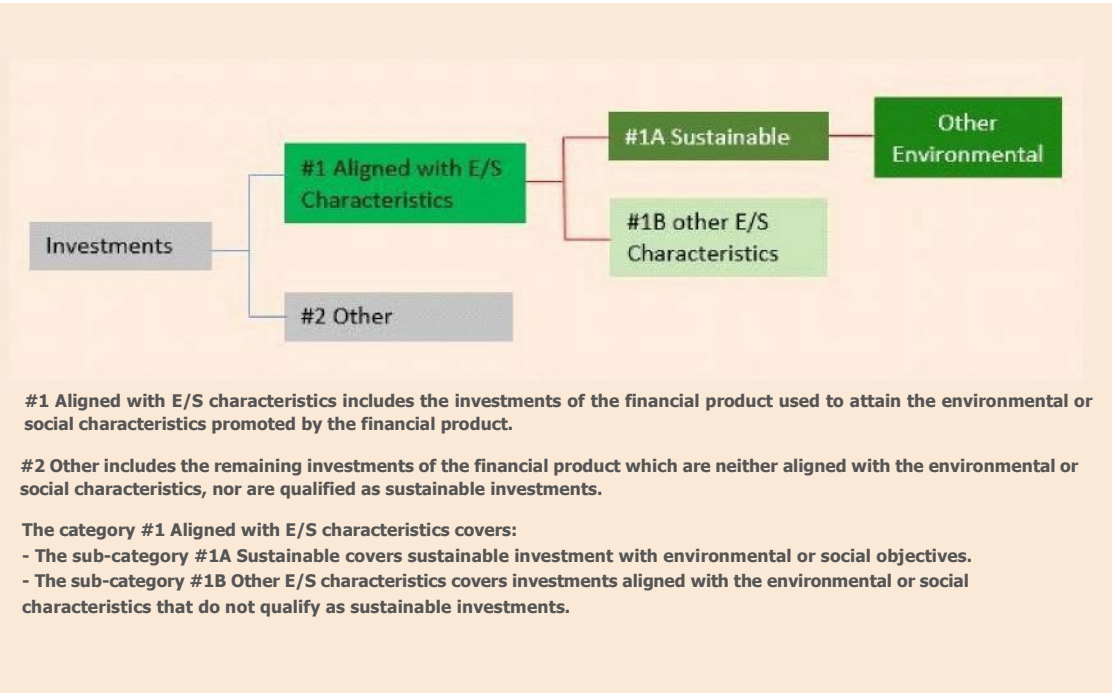 Investments
#1 Aligned with E/S
Characteristics
#2 Other
#1A Sustainable
#1B other E/S
Characteristics
Other
Environmental
#1 Aligned with E/S characteristics includes the investments of the financial product used to attain the environmental or
social characteristics promoted by the financial product.
#2 Other includes the remaining investments of the financial product which are neither aligned with the environmental or
social characteristics, nor are qualified as sustainable investments.
The category #1 Aligned with E/S characteristics covers:
- The sub-category #1A Sustainable covers sustainable investment with environmental or social objectives.
- The sub-category #1B Other E/S characteristics covers investments aligned with the environmental or social
characteristics that do not qualify as sustainable investments.